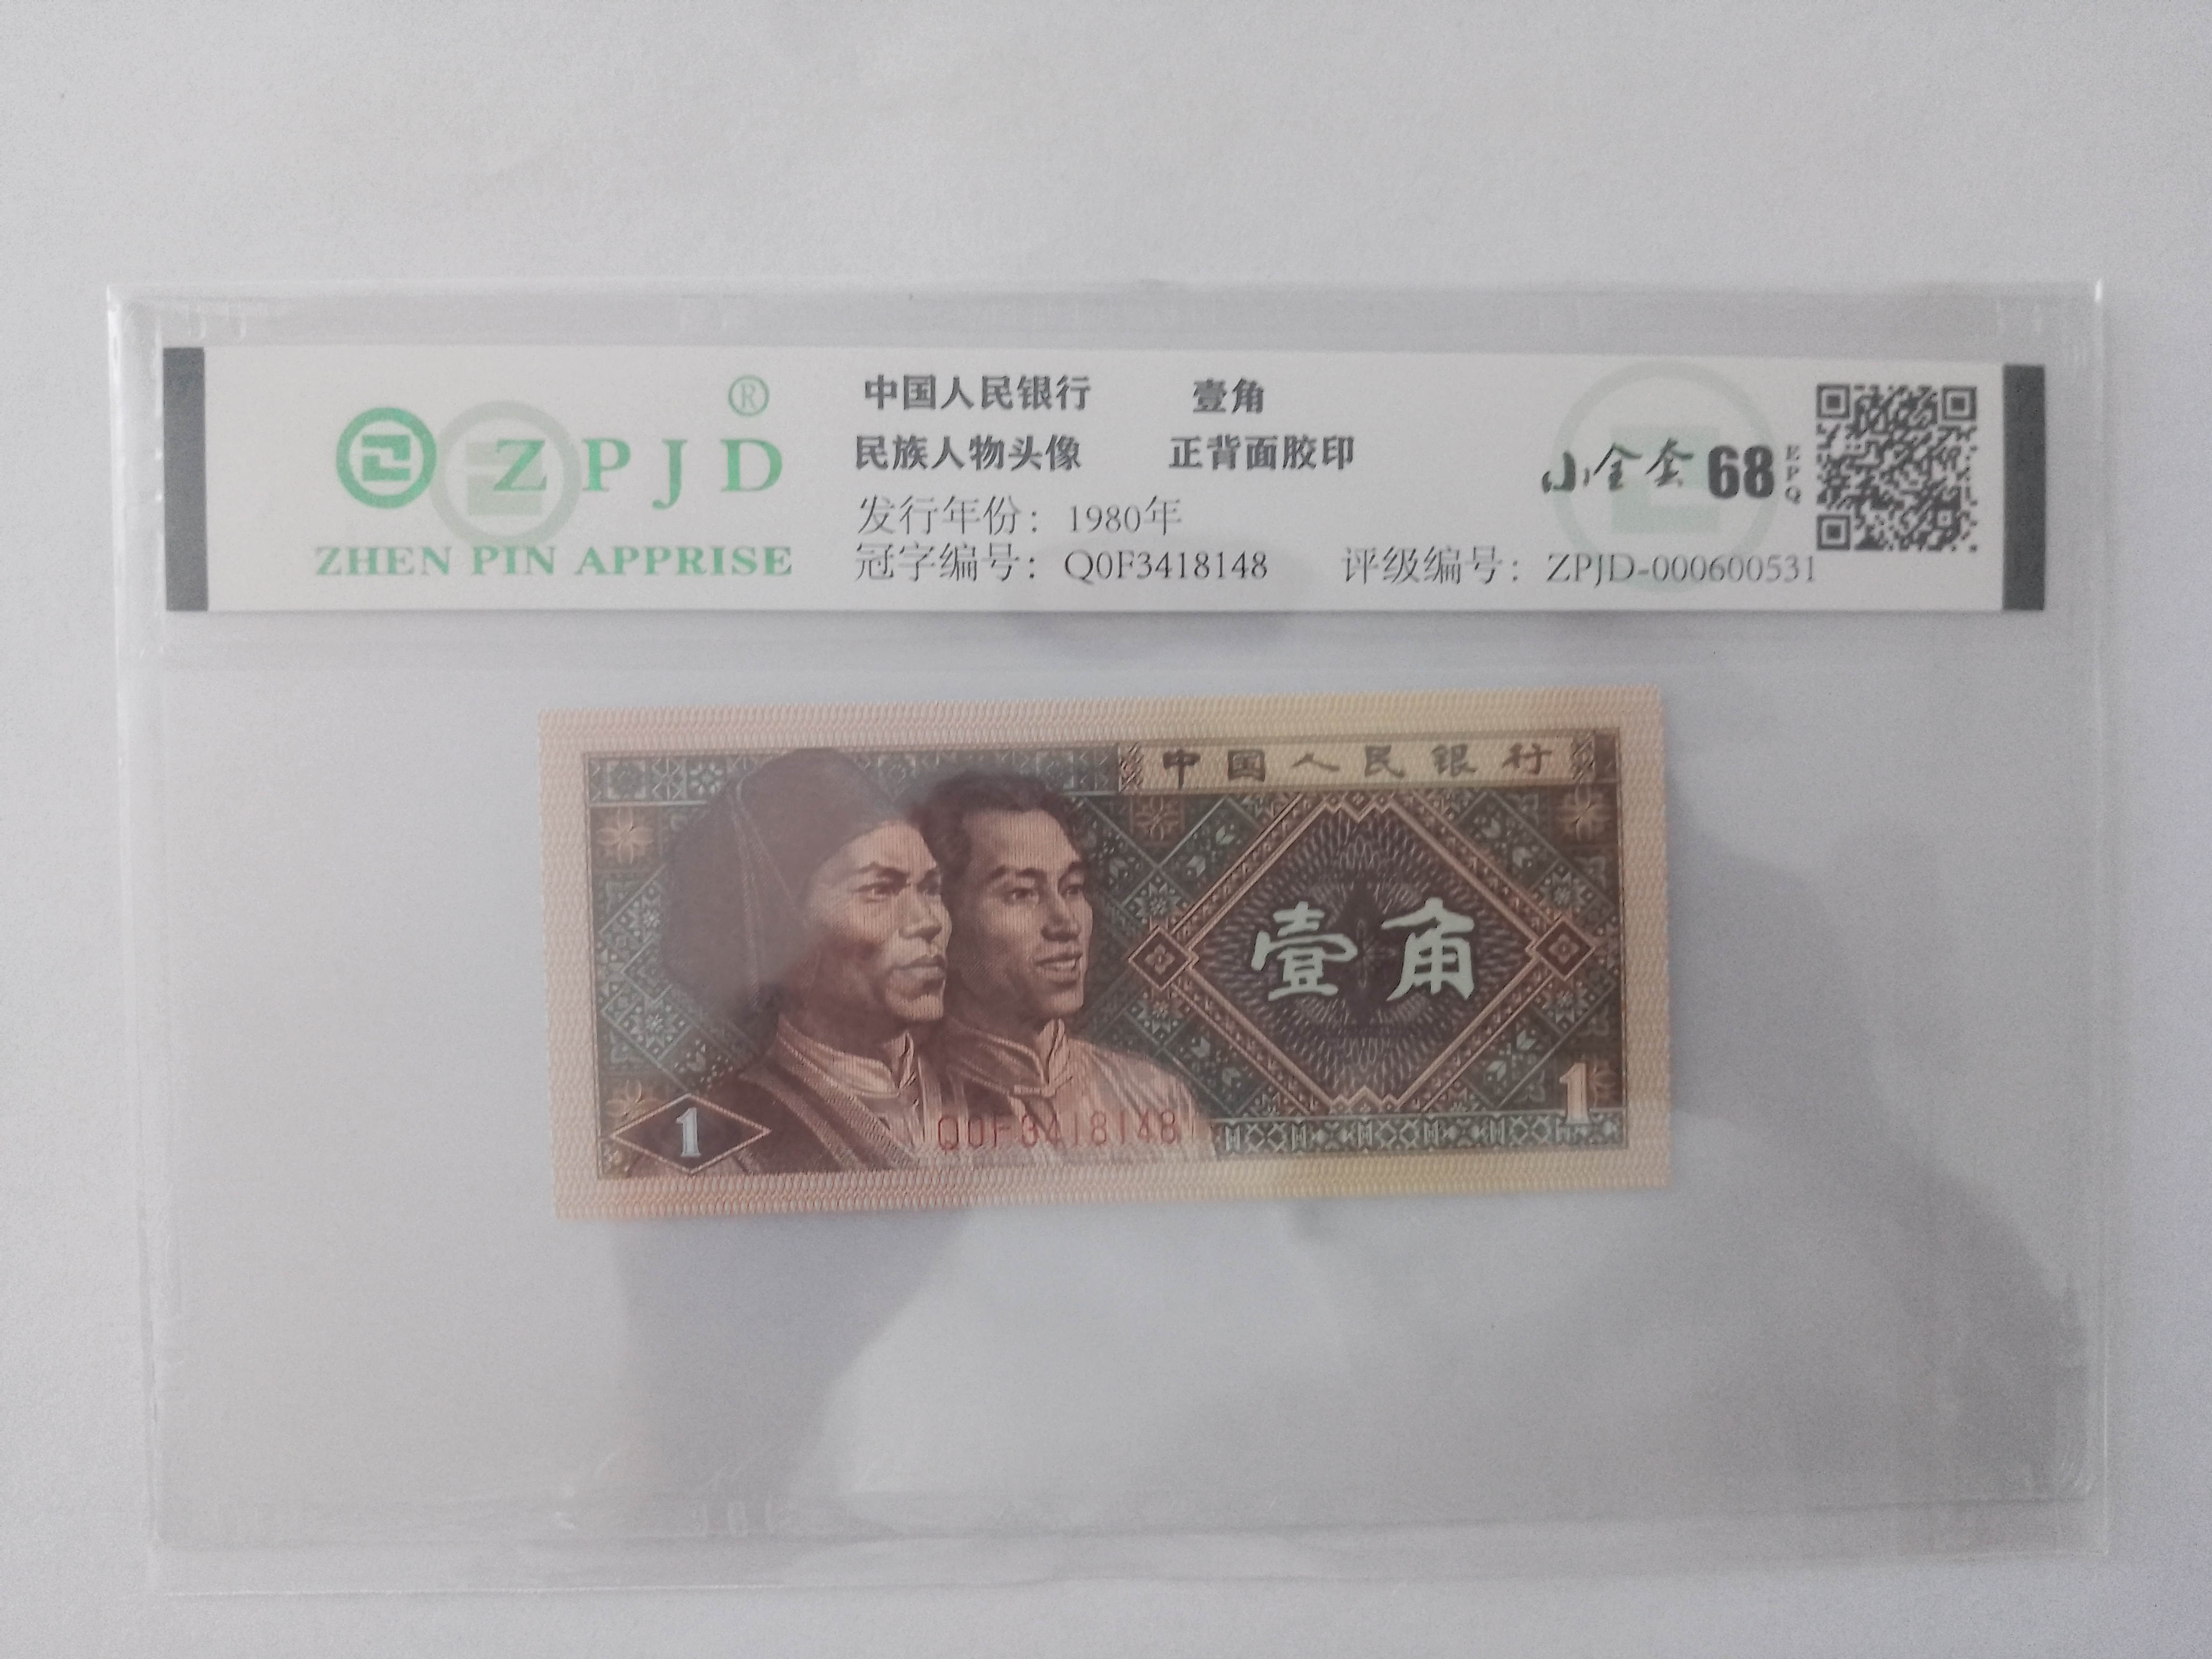 ®
ZPJD
ZHEN PIN APPRISE
中国人民银行 壹角
民族人物头像 正背面胶印
发行年份：1980年
冠字编号：Q0F3418148 评级编号：ZPJD-000600531
小全套 68 EPQ
中国人民银行
壹角
1
Q0F3418148
1